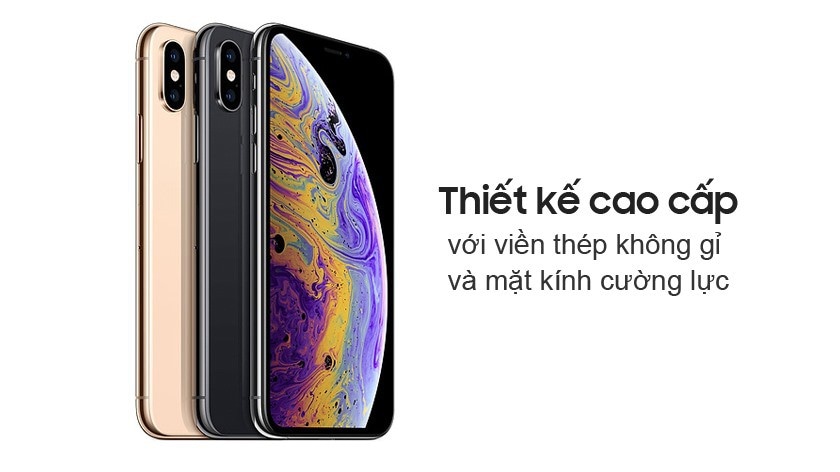 Thiết kế cao cấp
với viền thép không gỉ
và mặt kính cường lực